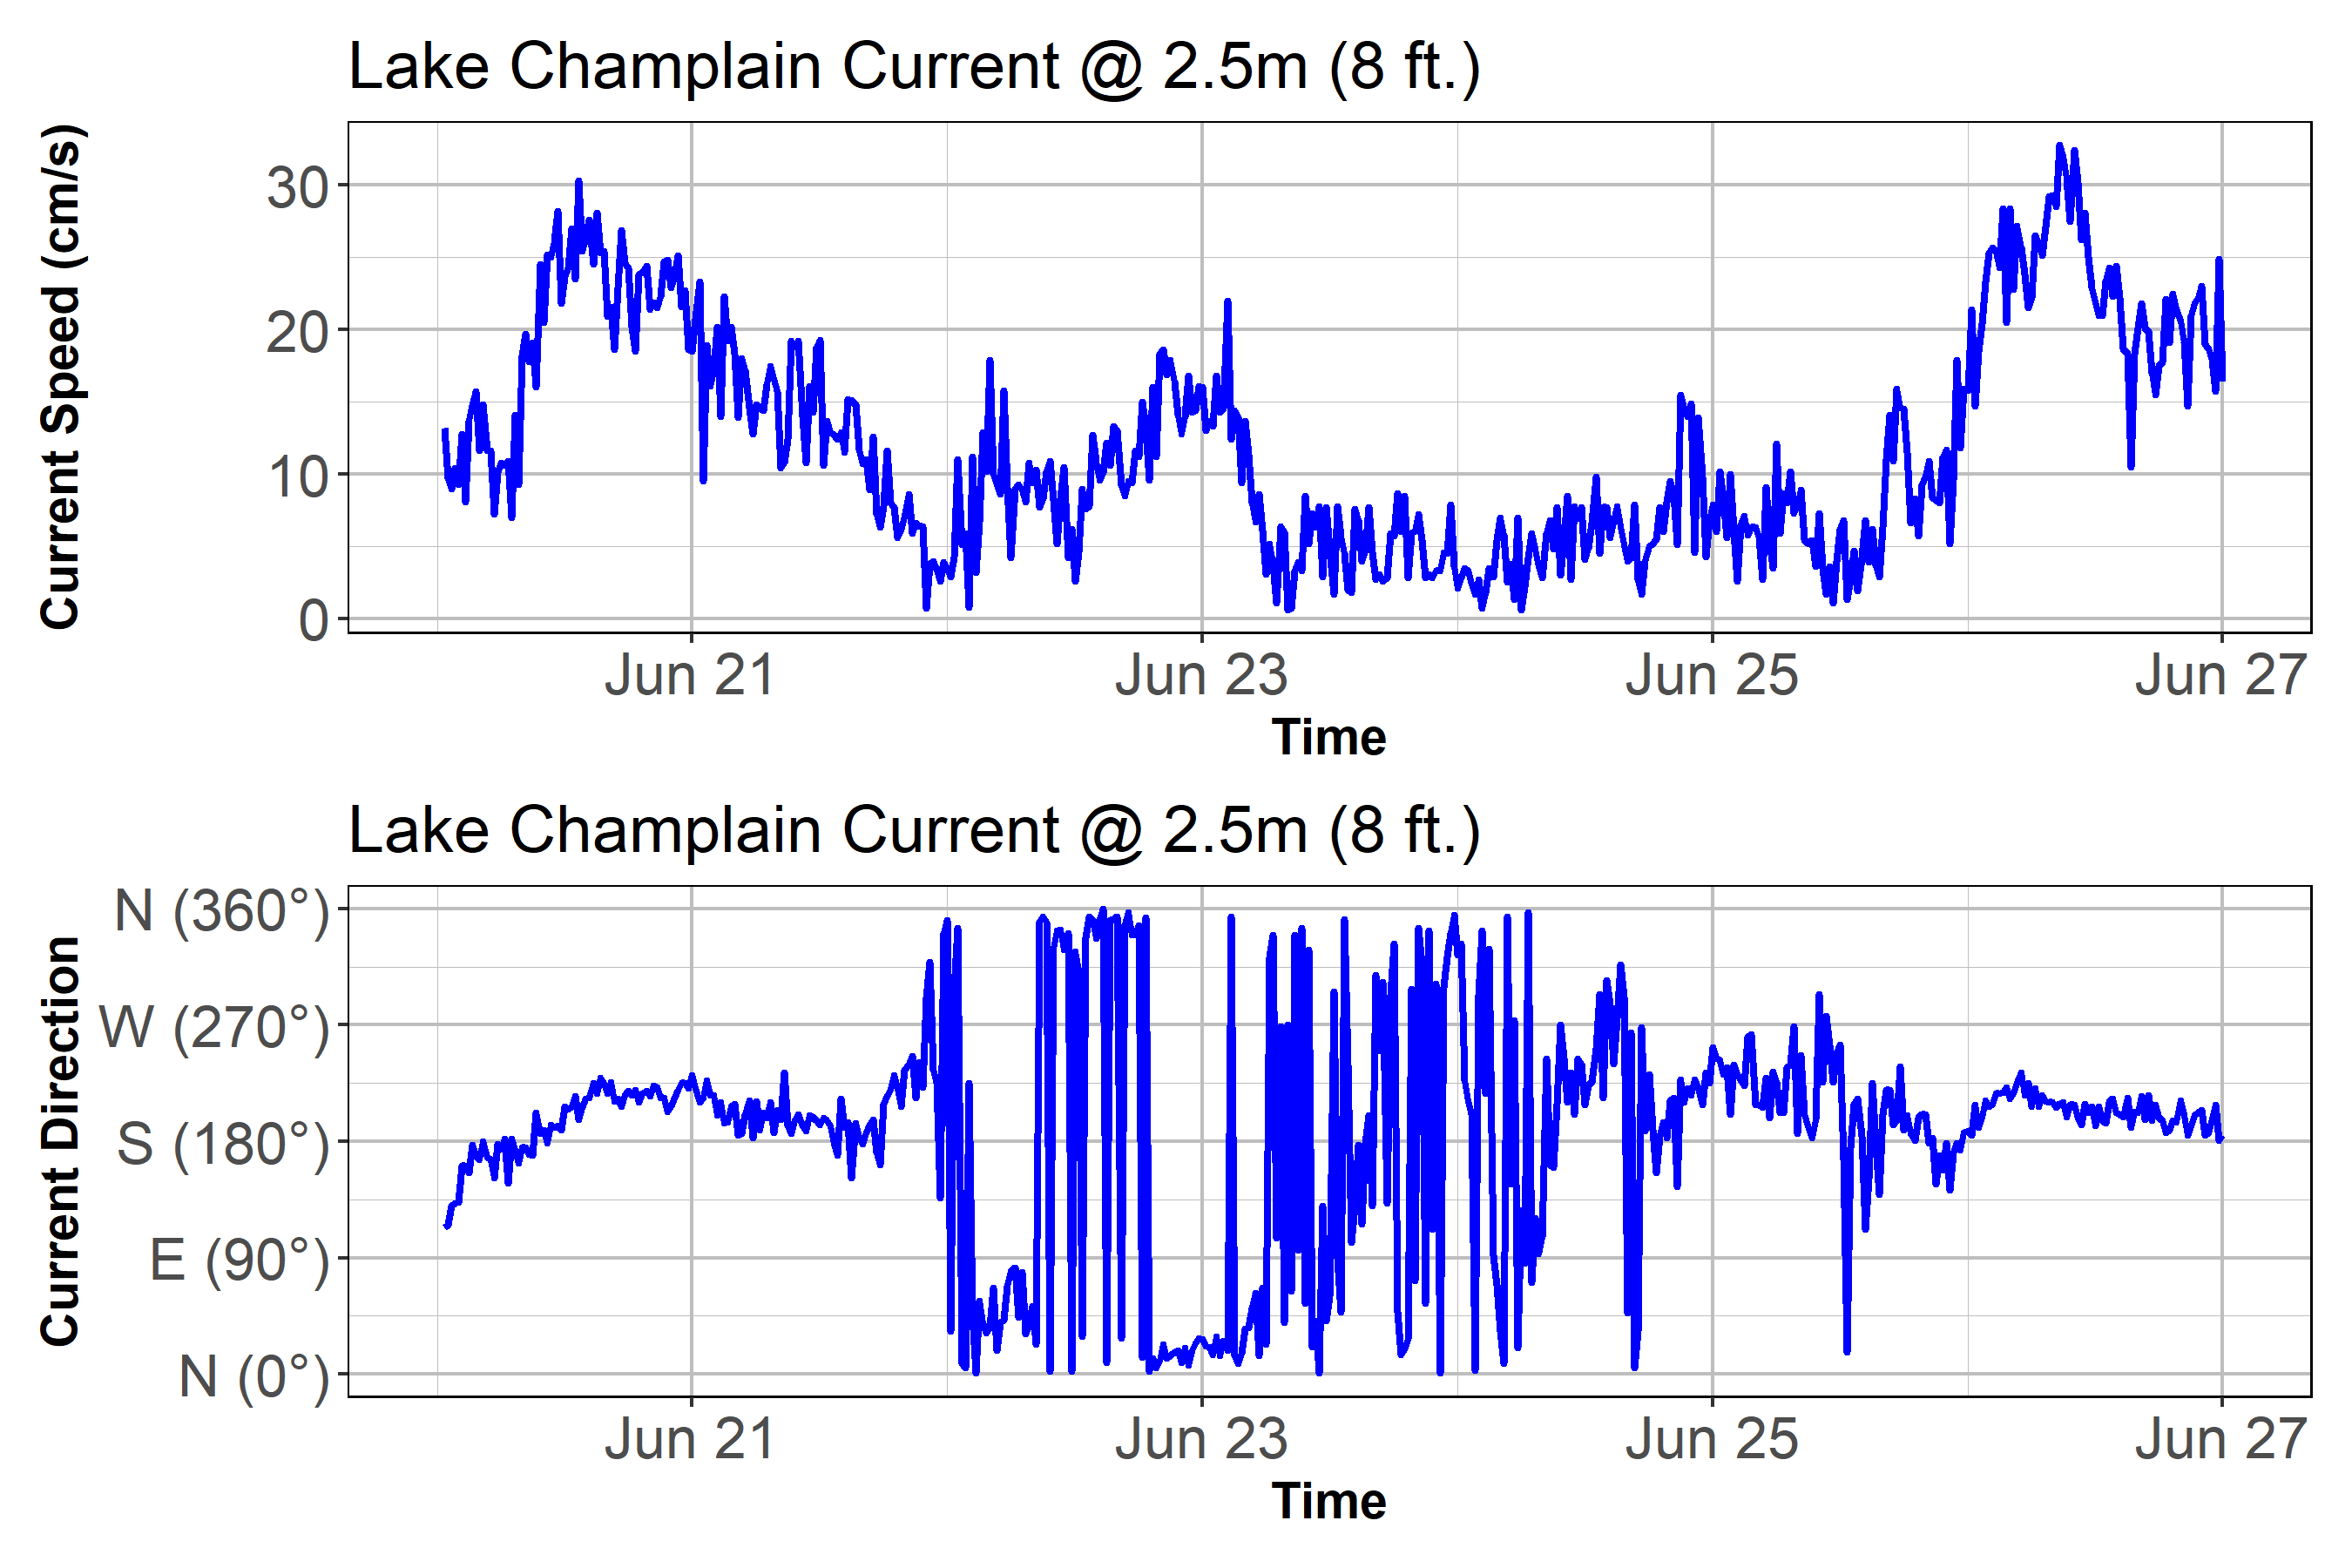 Lake Champlain Current @ 2.5m (8 ft.)
Current Speed (cm/s)
30
20
10
0
Jun 21 Jun 23 Jun 25 Jun 27
Time
Lake Champlain Current @ 2.5m (8 ft.)
Current Direction
N (360°)
W (270°)
S (180°)
E (90°)
N (0°)
Jun 21 Jun 23 Jun 25 Jun 27
Time